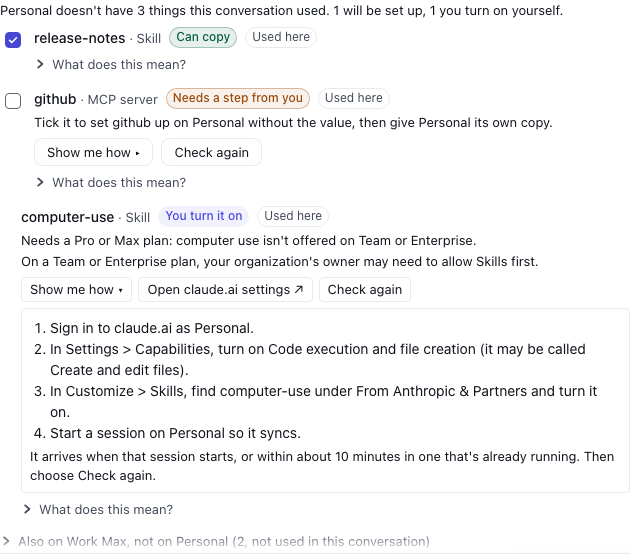 Personal doesn't have 3 things this conversation used. 1 will be set up, 1 you turn on yourself.
release-notes · Skill Can copy Used here
What does this mean?
github · MCP server Needs a step from you Used here
Tick it to set github up on Personal without the value, then give Personal its own copy.
Show me how Check again
What does this mean?
computer-use · Skill You turn it on Used here
Needs a Pro or Max plan: computer use isn't offered on Team or Enterprise.
On a Team or Enterprise plan, your organization's owner may need to allow Skills first.
Show me how Open claude.ai settings ↗ Check again
1. Sign in to claude.ai as Personal.
2. In Settings > Capabilities, turn on Code execution and file creation (it may be called
Create and edit files).
3. In Customize > Skills, find computer-use under From Anthropic & Partners and turn it
on.
4. Start a session on Personal so it syncs.
It arrives when that session starts, or within about 10 minutes in one that's already running. Then
choose Check again.
What does this mean?
Also on Work Max, not on Personal (2, not used in this conversation)